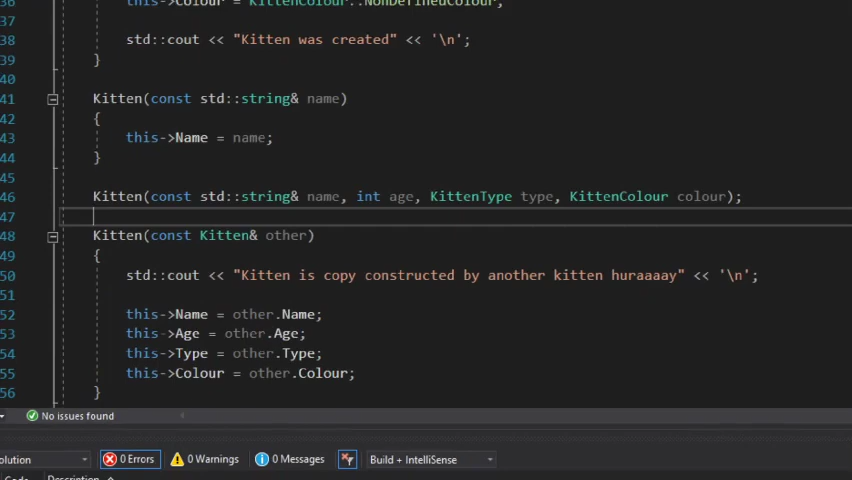 36 this->Colour = KittenColour::NonDefinedColour;
37
38 std::cout << "Kitten was created" << '\n';
39 }
40
41 Kitten(const std::string& name)
42 {
43 this->Name = name;
44 }
45
46 Kitten(const std::string& name, int age, KittenType type, KittenColour colour);
47
48 Kitten(const Kitten& other)
49 {
50 std::cout << "Kitten is copy constructed by another kitten huraaaay" << '\n';
51
52 this->Name = other.Name;
53 this->Age = other.Age;
54 this->Type = other.Type;
55 this->Colour = other.Colour;
56 }
No issues found
olution 0 Errors 0 Warnings 0 Messages Build + IntelliSense
Code Description